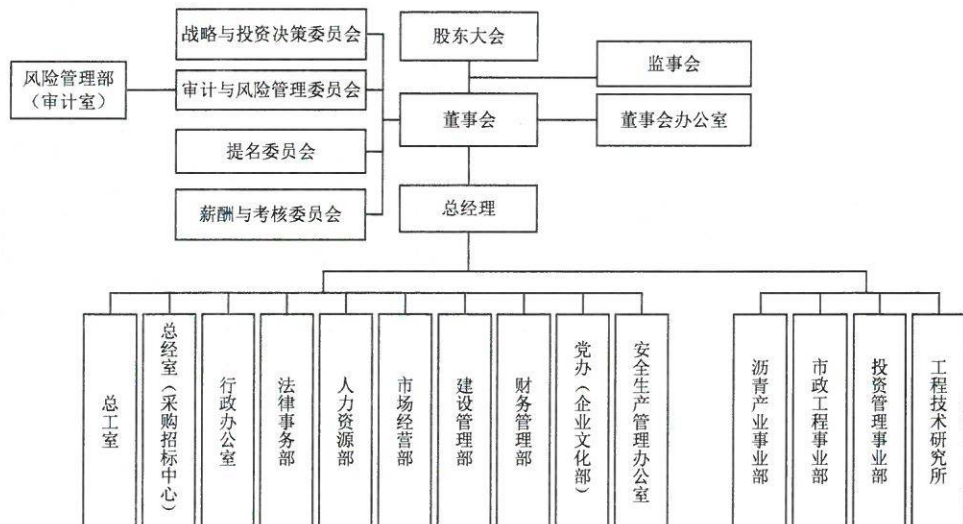 战略与投资决策委员会
股东大会
监事会
风险管理部
（审计室）
审计与风险管理委员会
董事会
董事会办公室
提名委员会
薪酬与考核委员会
总经理
总工室
总经室（采购招标中心）
行政办公室
法律事务部
人力资源部
市场经营部
建设管理部
财务管理部
党办（企业文化部）
安全生产管理办公室
沥青产业事业部
市政工程事业部
投资管理事业部
工程技术研究所